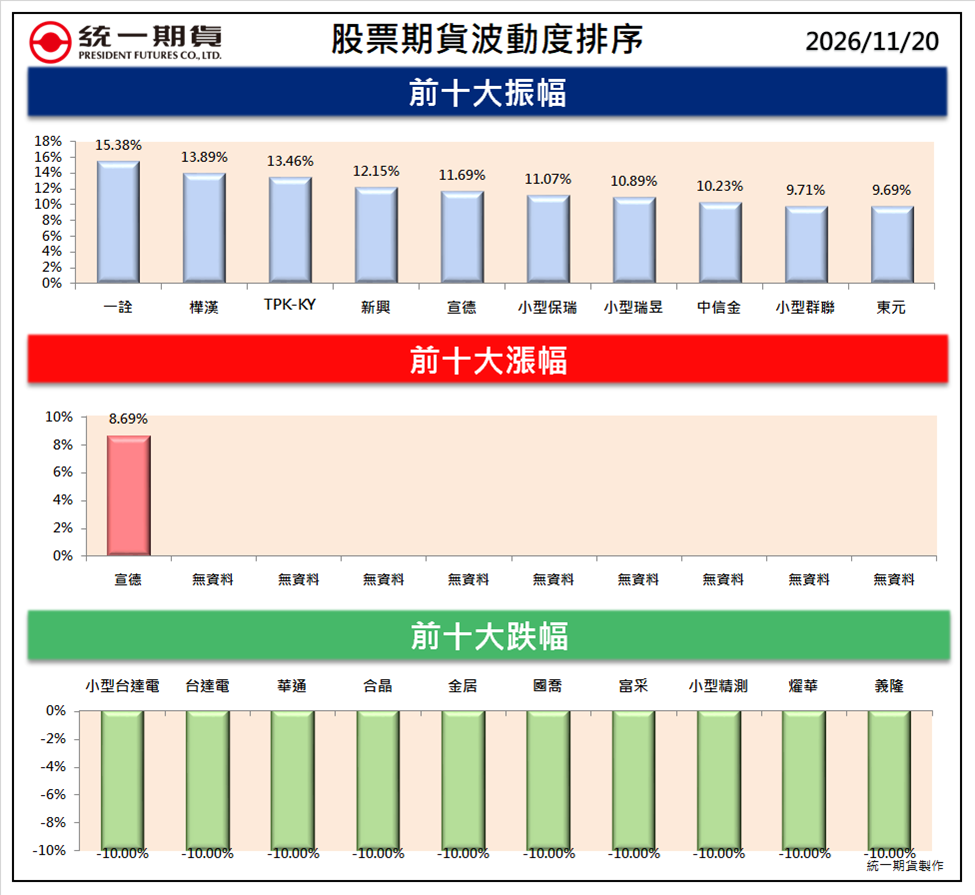 統一期貨
PRESIDENT FUTURES CO., LTD.
股票期貨波動度排序
2026/11/20
前十大振幅
18%
16%
14%
12%
10%
8%
6%
4%
2%
0%
15.38% 13.89% 13.46% 12.15% 11.69% 11.07% 10.89% 10.23% 9.71% 9.69%
一詮 樺漢 TPK-KY 新興 宣德 小型保瑞 小型瑞昱 中信金 小型群聯 東元
前十大漲幅
10%
8%
6%
4%
2%
0%
8.69%
宣德 無資料 無資料 無資料 無資料 無資料 無資料 無資料 無資料 無資料
前十大跌幅
小型台達電 台達電 華通 合晶 金居 國喬 富采 小型精測 燿華 義隆
0%
-2%
-4%
-6%
-8%
-10%
-10.00% -10.00% -10.00% -10.00% -10.00% -10.00% -10.00% -10.00% -10.00% -10.00%
統一期貨製作